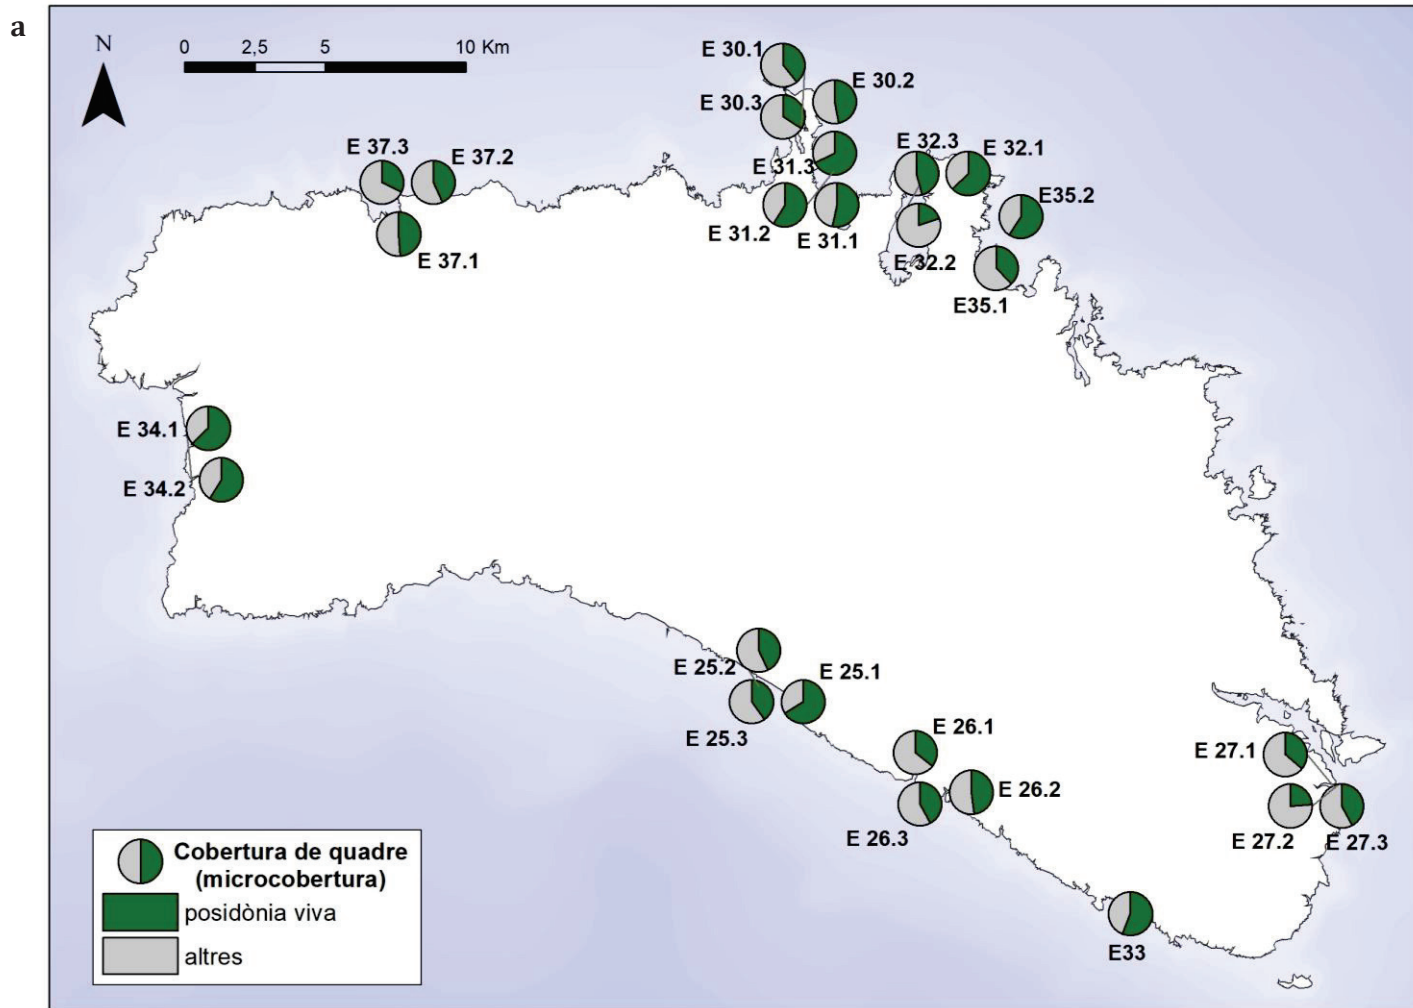 a
N
0 2,5 5 10 Km
E 30.1
E 30.2
E 30.3
E 37.3
E 37.2
E 31.3
E 32.3
E 32.1
E35.2
E 31.2
E 31.1
E 37.1
E 32.2
E35.1
E 34.1
E 34.2
E 25.2
E 25.1
E 25.3
E 26.1
E 27.1
E 26.2
E 26.3
E 27.2
E 27.3
E33
Cobertura de quadre
(microcobertura)
posidònia viva
altres